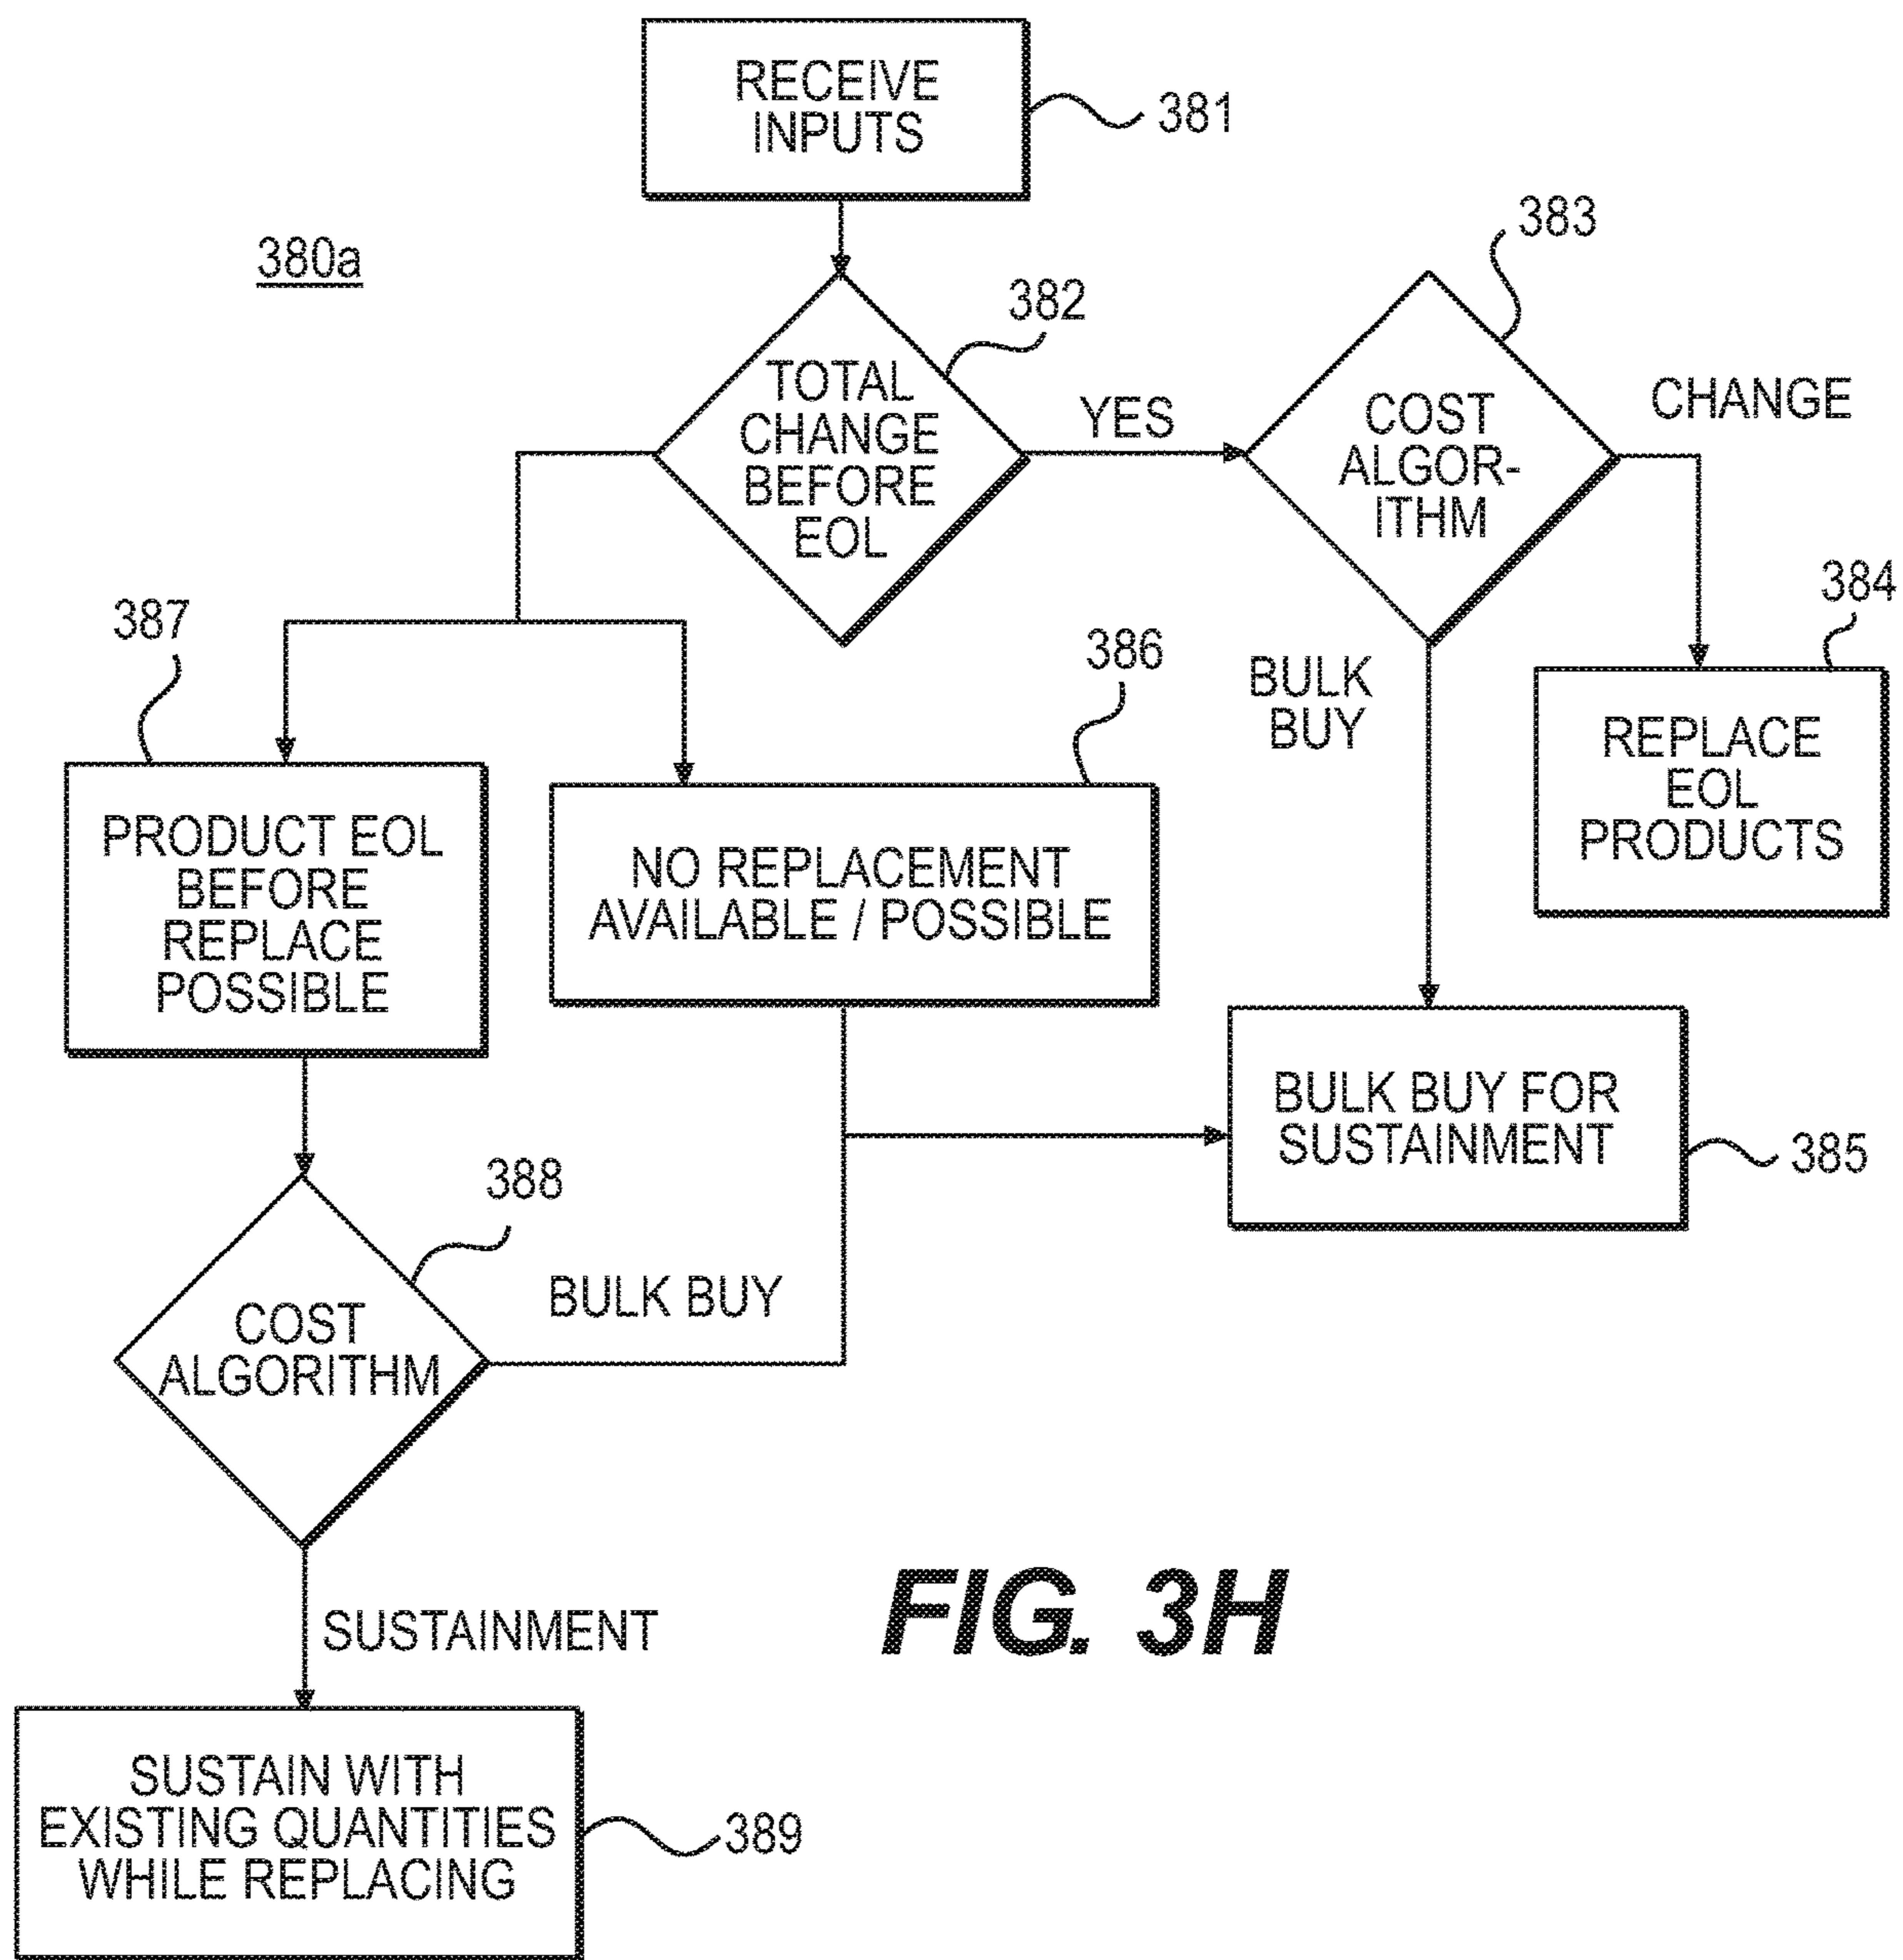 RECEIVE
INPUTS
381
380a
382
383
TOTAL
CHANGE
BEFORE
EOL
YES
COST
ALGOR-
ITHM
CHANGE
384
387
386
BULK
BUY
REPLACE
EOL
PRODUCTS
PRODUCT EOL
BEFORE
REPLACE
POSSIBLE
NO REPLACEMENT
AVAILABLE / POSSIBLE
BULK BUY FOR
SUSTAINMENT
385
388
COST
ALGORITHM
BULK BUY
SUSTAINMENT
FIG. 3H
SUSTAIN WITH
EXISTING QUANTITIES
WHILE REPLACING
389